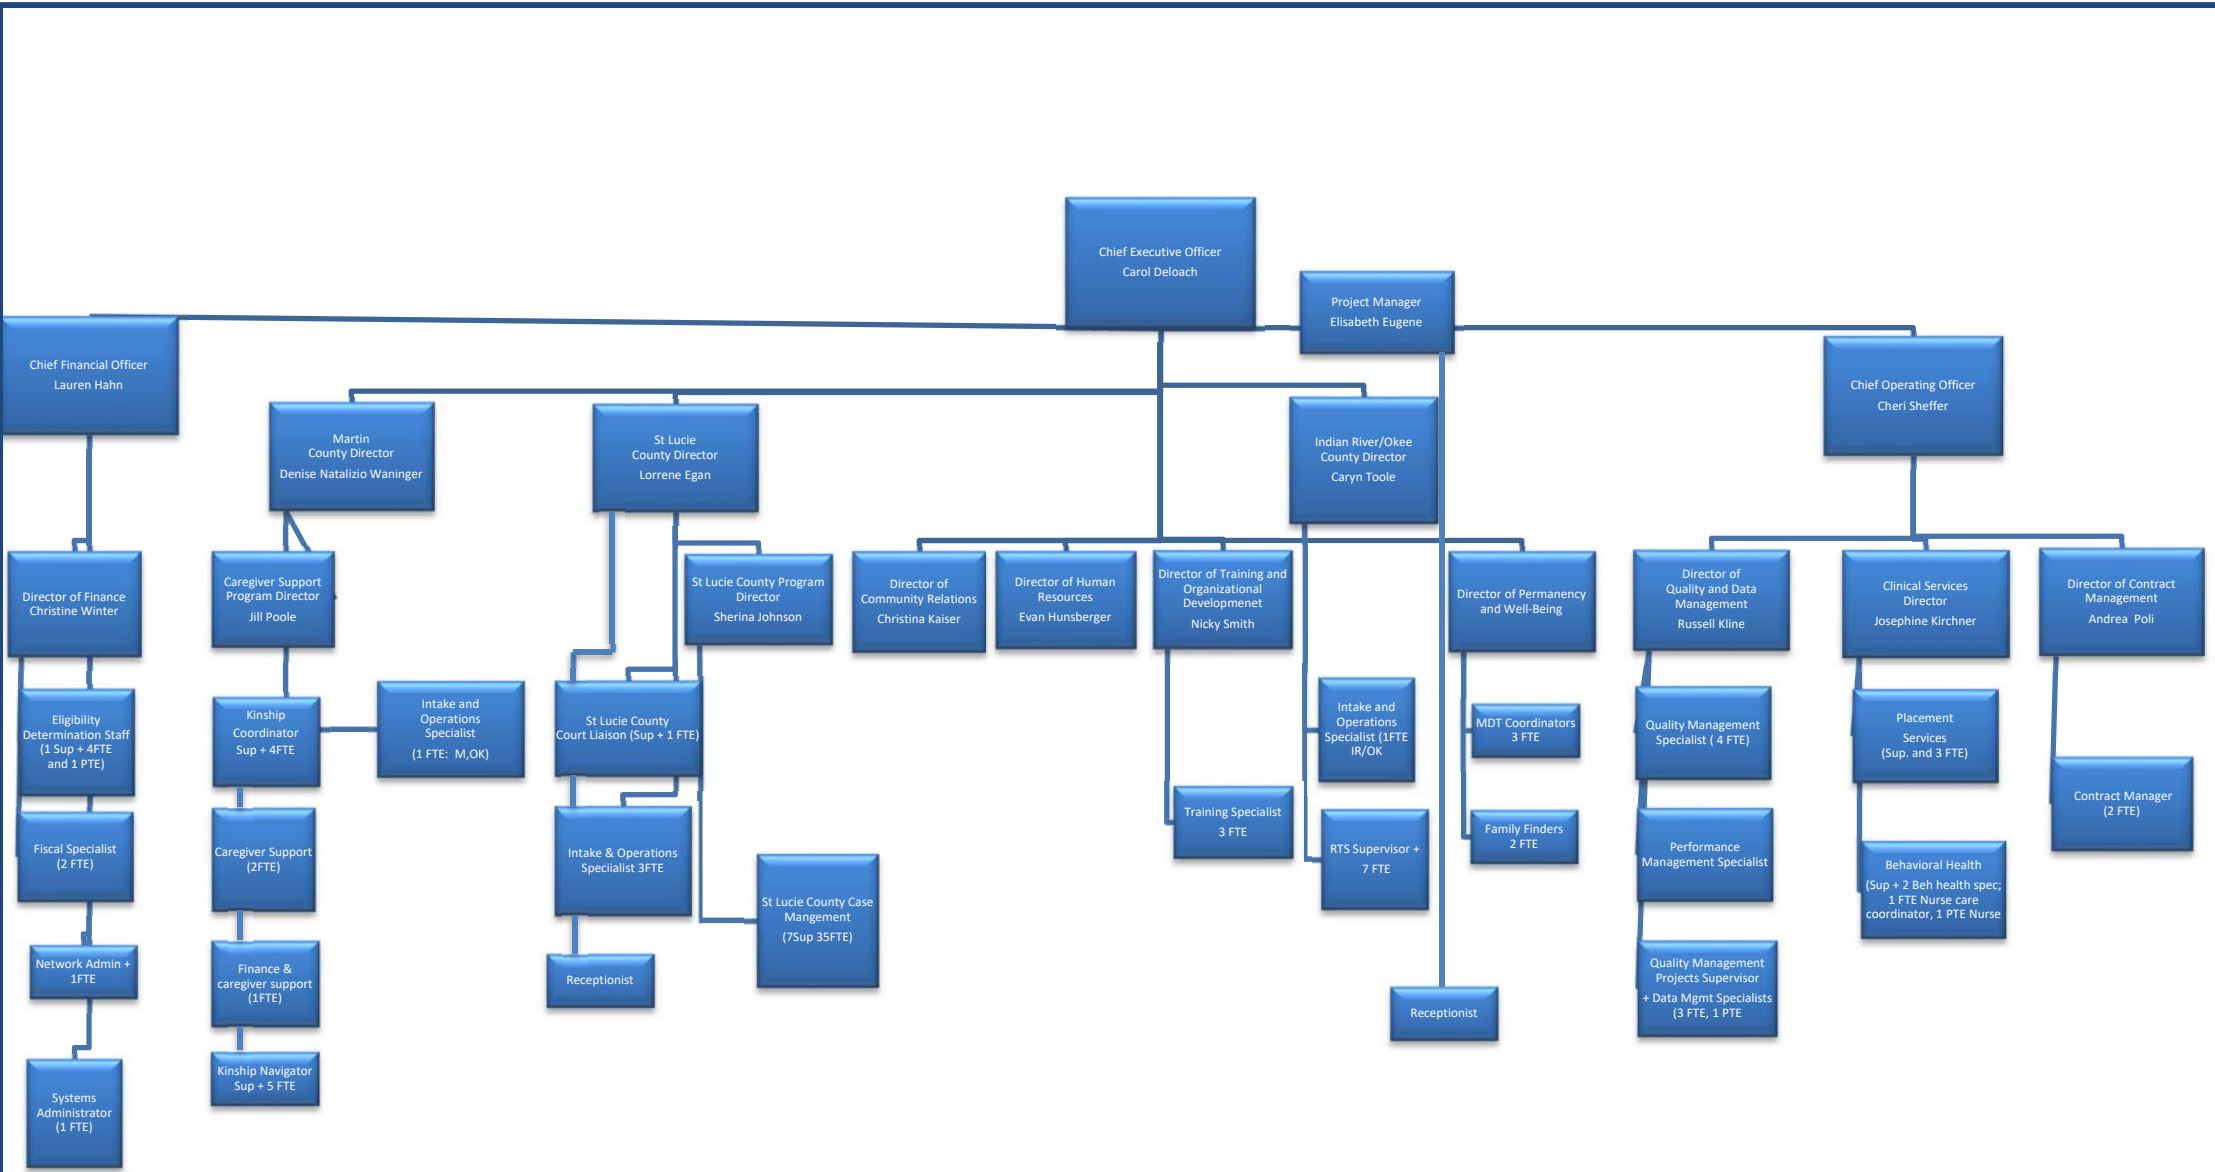 Chief Executive Officer
Carol Deloach
Project Manager
Elisabeth Eugene
Chief Financial Officer
Lauren Hahn
Chief Operating Officer
Cheri Sheffer
Martin
County Director
Denise Natalizio Waninger
St Lucie
County Director
Lorrene Egan
Indian River/Okee
County Director
Caryn Toole
Director of Finance
Christine Winter
Caregiver Support
Program Director
Jill Poole
St Lucie County Program
Director
Sherina Johnson
Director of
Community Relations
Christina Kaiser
Director of Human
Resources
Evan Hunsberger
Director of Training and
Organizational
Developmenet
Nicky Smith
Director of Permanency
and Well-Being
Director of
Quality and Data
Management
Russell Kline
Clinical Services
Director
Josephine Kirchner
Director of Contract
Management
Andrea  Poli
Eligibility
Determination Staff
(1 Sup + 4FTE
and 1 PTE)
Kinship
Coordinator
Sup + 4FTE
Intake and
Operations
Specialist
(1 FTE:  M,OK)
St Lucie County
Court Liaison (Sup + 1 FTE)
Intake and
Operations
Specialist (1FTE
IR/OK
MDT Coordinators
3 FTE
Quality Management
Specialist ( 4 FTE)
Placement
Services
(Sup. and 3 FTE)
Contract Manager
(2 FTE)
Fiscal Specialist
(2 FTE)
Caregiver Support
(2FTE)
Intake & Operations
Speciialist 3FTE
St Lucie County Case
Mangement
(7Sup 35FTE)
Training Specialist
3 FTE
RTS Supervisor +
7 FTE
Family Finders
2 FTE
Performance
Management Specialist
Behavioral Health
(Sup + 2 Beh health spec;
1 FTE Nurse care
coordinator, 1 PTE Nurse
Network Admin +
1FTE
Finance &
caregiver support
(1FTE)
Receptionist
Receptionist
Quality Management
Projects Supervisor
+ Data Mgmt Specialists
(3 FTE, 1 PTE
Kinship Navigator
Sup + 5 FTE
Systems
Administrator
(1 FTE)